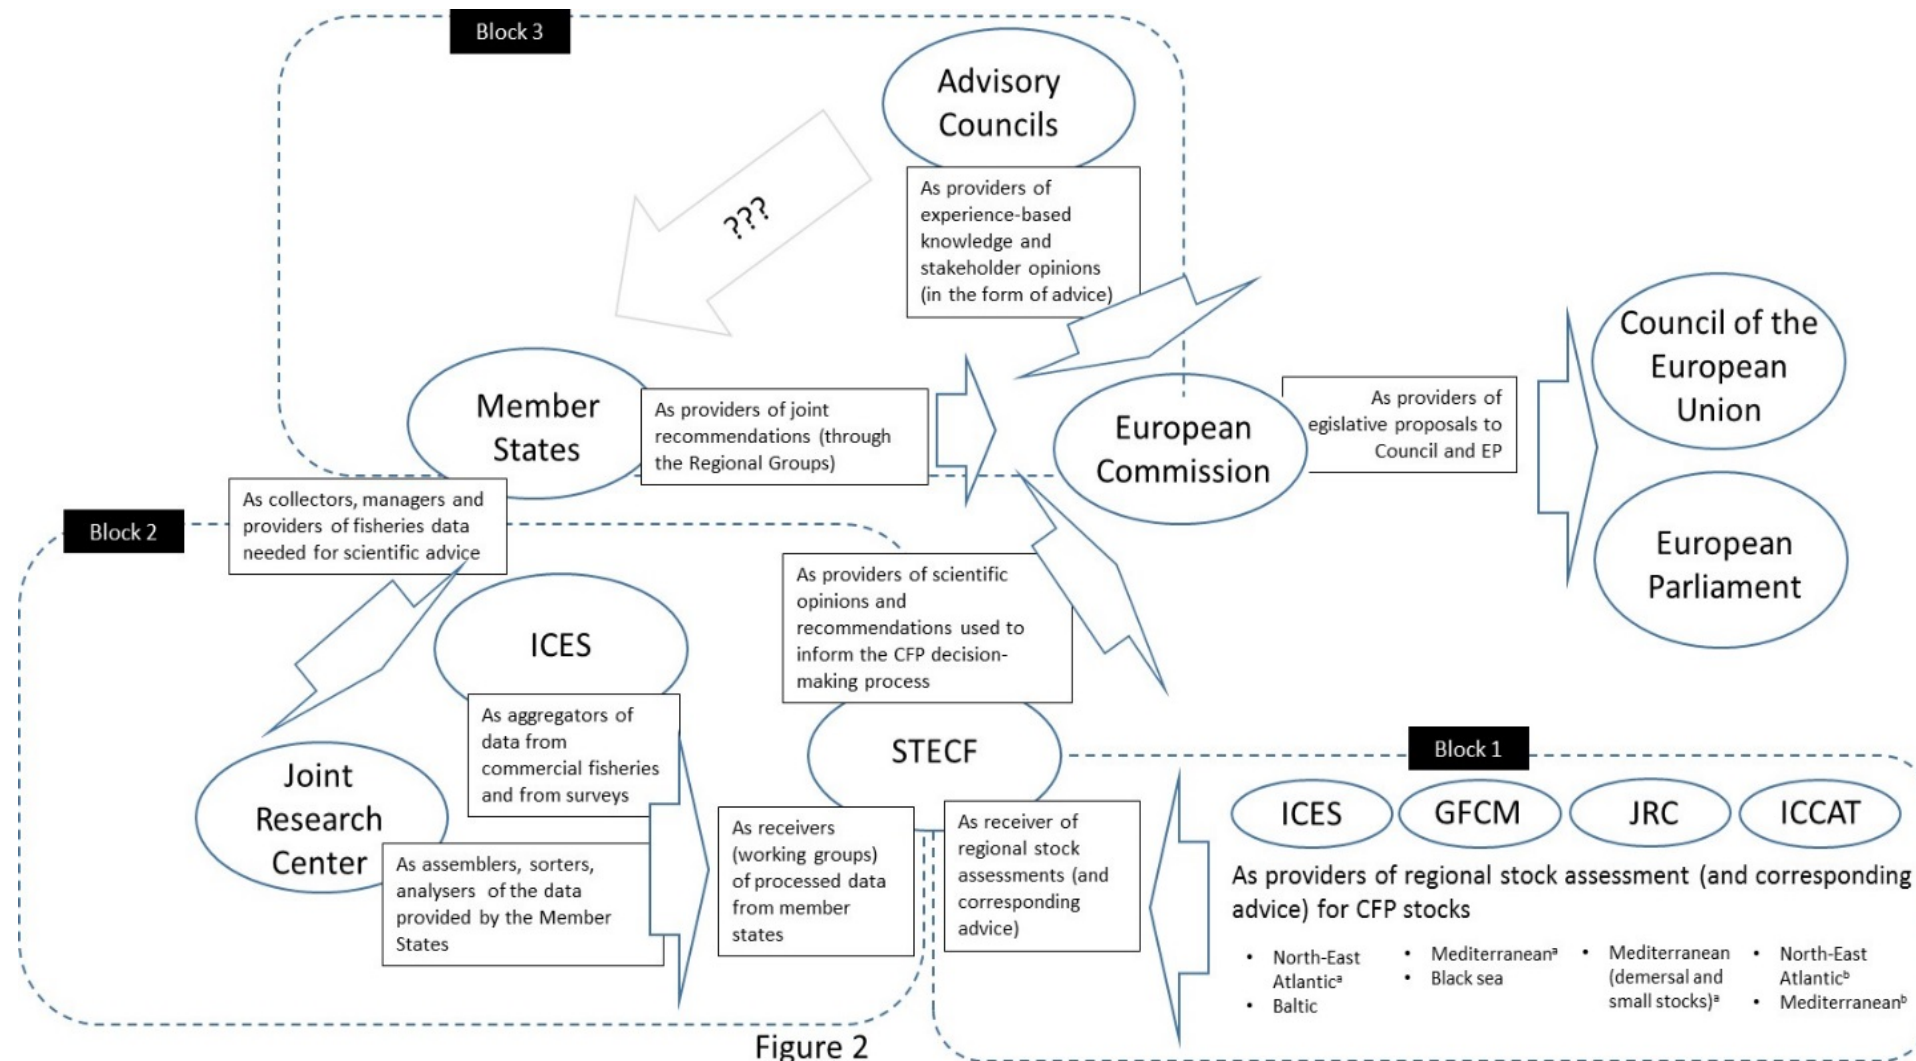 Block 3
Advisory
Councils
As providers of
experience-based
knowledge and
stakeholder opinions
(in the form of advice)
???
Member
States
As providers of joint
recommendations (through
the Regional Groups)
European
Commission
As providers of
egislative proposals to
Council and EP
Council of the
European
Union
European
Parliament
As collectors, managers and
providers of fisheries data
needed for scientific advice
Block 2
ICES
As aggregators of
data from
commercial fisheries
and from surveys
Joint
Research
Center
As assemblers, sorters,
analysers of the data
provided by the Member
States
As providers of scientific
opinions and
recommendations used to
inform the CFP decision-
making process
STECF
As receivers
(working groups)
of processed data
from member
states
As receiver of
regional stock
assessments (and
corresponding
advice)
Block 1
ICES
GFCM
JRC
ICCAT
As providers of regional stock assessment (and corresponding
advice) for CFP stocks
• North-East
Atlanticᵃ
• Baltic
• Mediterraneanᵃ
• Black sea
• Mediterranean
(demersal and
small stocks)ᵃ
• North-East
Atlanticᵇ
• Mediterraneanᵇ
Figure 2